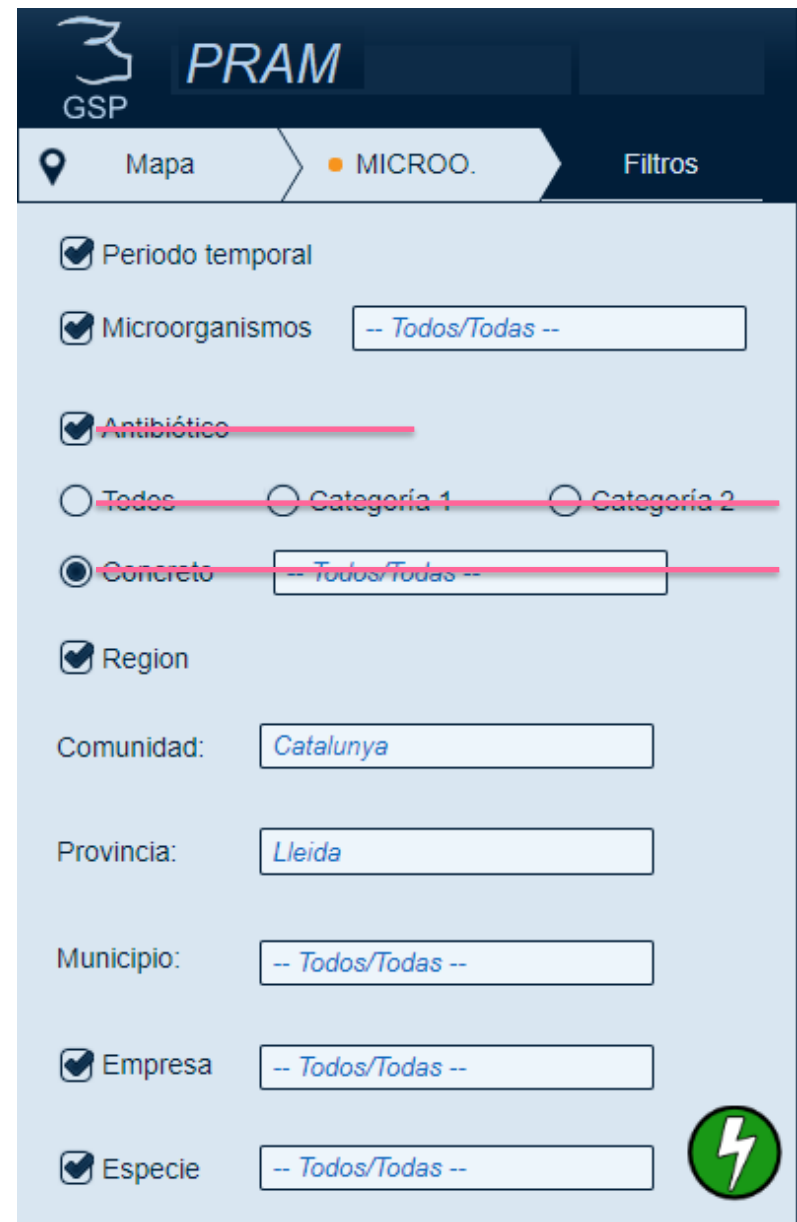 PRAM
GSP
Mapa MICROO. Filtros
Periodo temporal
Microorganismos -- Todos/Todas --
Antibiótico
Todos Categoría 1 Categoría 2
Concreto -- Todos/Todas --
Region
Comunidad: Catalunya
Provincia: Lleida
Municipio: -- Todos/Todas --
Empresa -- Todos/Todas --
Especie -- Todos/Todas --